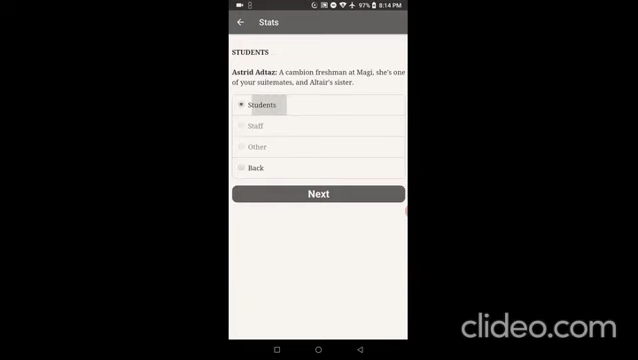 97% 8:14 PM
Stats
STUDENTS
Astrid Adtaz: A cambion freshman at Magi, she's one
of your suitemates, and Altair's sister.
Students
Staff
Other
Back
Next
clideo.com